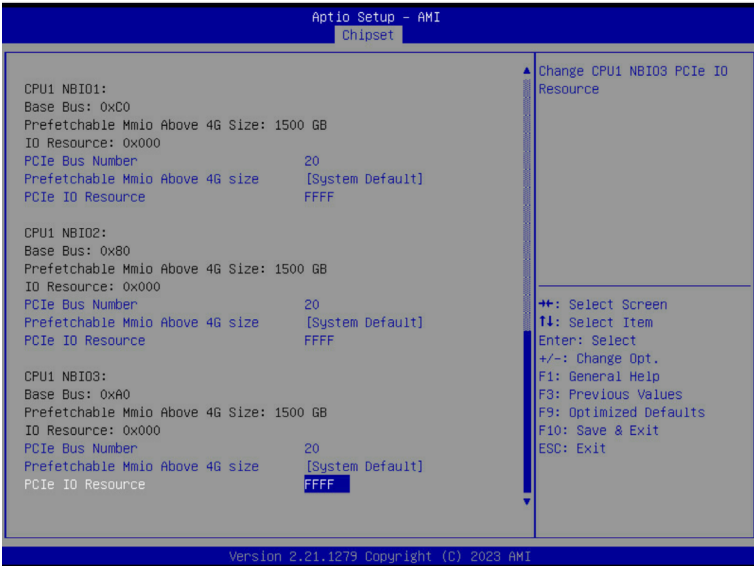 Aptio Setup - AMI
Chipset
CPU1 NBIO1:
Base Bus: 0xC0
Prefetchable Mmio Above 4G Size: 1500 GB
IO Resource: 0x000
PCIe Bus Number 20
Prefetchable Mmio Above 4G size [System Default]
PCIe IO Resource FFFF
CPU1 NBIO2:
Base Bus: 0x80
Prefetchable Mmio Above 4G Size: 1500 GB
IO Resource: 0x000
PCIe Bus Number 20
Prefetchable Mmio Above 4G size [System Default]
PCIe IO Resource FFFF
CPU1 NBIO3:
Base Bus: 0xA0
Prefetchable Mmio Above 4G Size: 1500 GB
IO Resource: 0x000
PCIe Bus Number 20
Prefetchable Mmio Above 4G size [System Default]
PCIe IO Resource FFFF
Change CPU1 NBIO3 PCIe IO
Resource
→←: Select Screen
↑↓: Select Item
Enter: Select
+/-: Change Opt.
F1: General Help
F3: Previous Values
F9: Optimized Defaults
F10: Save & Exit
ESC: Exit
Version 2.21.1279 Copyright (C) 2023 AMI